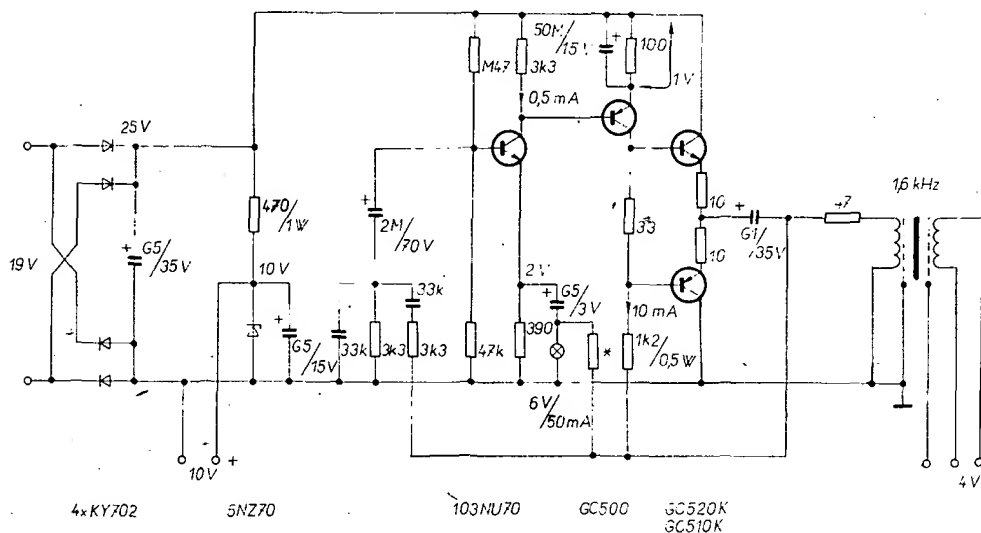 50M/15V
100
M47
3k3
1V
0,5 mA
25V
1,6 kHz
470/1W
2M/70V
10
G1/35V
47
33
19V
G5/35V
10V
2V
10
33k
G5/3V
10 mA
G5/15V
33k
3k3
3k3
47k
390
*
1k2/0,5W
6V/50mA
10V
+
4V
4xKY702
5NZ70
103NU70
GC500
GC520K
GC510K